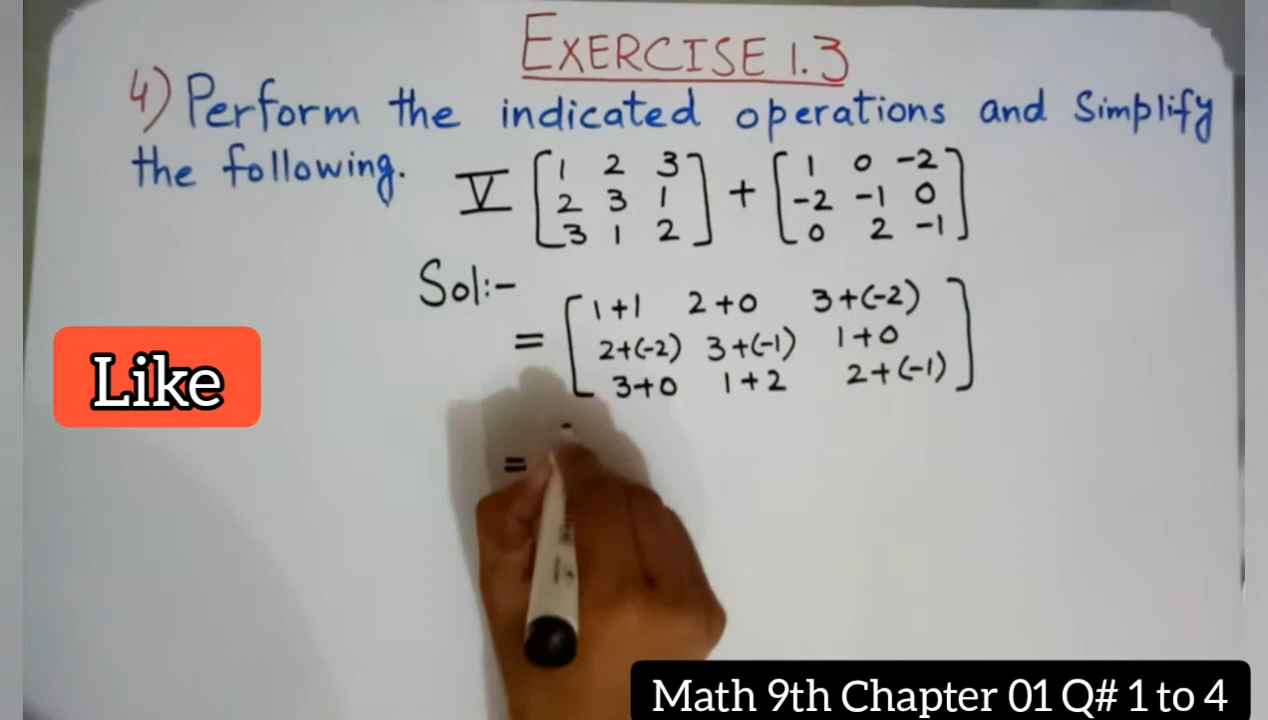 EXERCISE 1.3
4) Perform the indicated operations and Simplify
the following.
V [1 2 3] + [1 0 -2]
[2 3 1] [-2 -1 0]
[3 1 2] [0 2 -1]
Sol:-
= [1+1 2+0 3+(-2)]
[2+(-2) 3+(-1) 1+0]
[3+0 1+2 2+(-1)]
=
Like
Math 9th Chapter 01 Q# 1 to 4